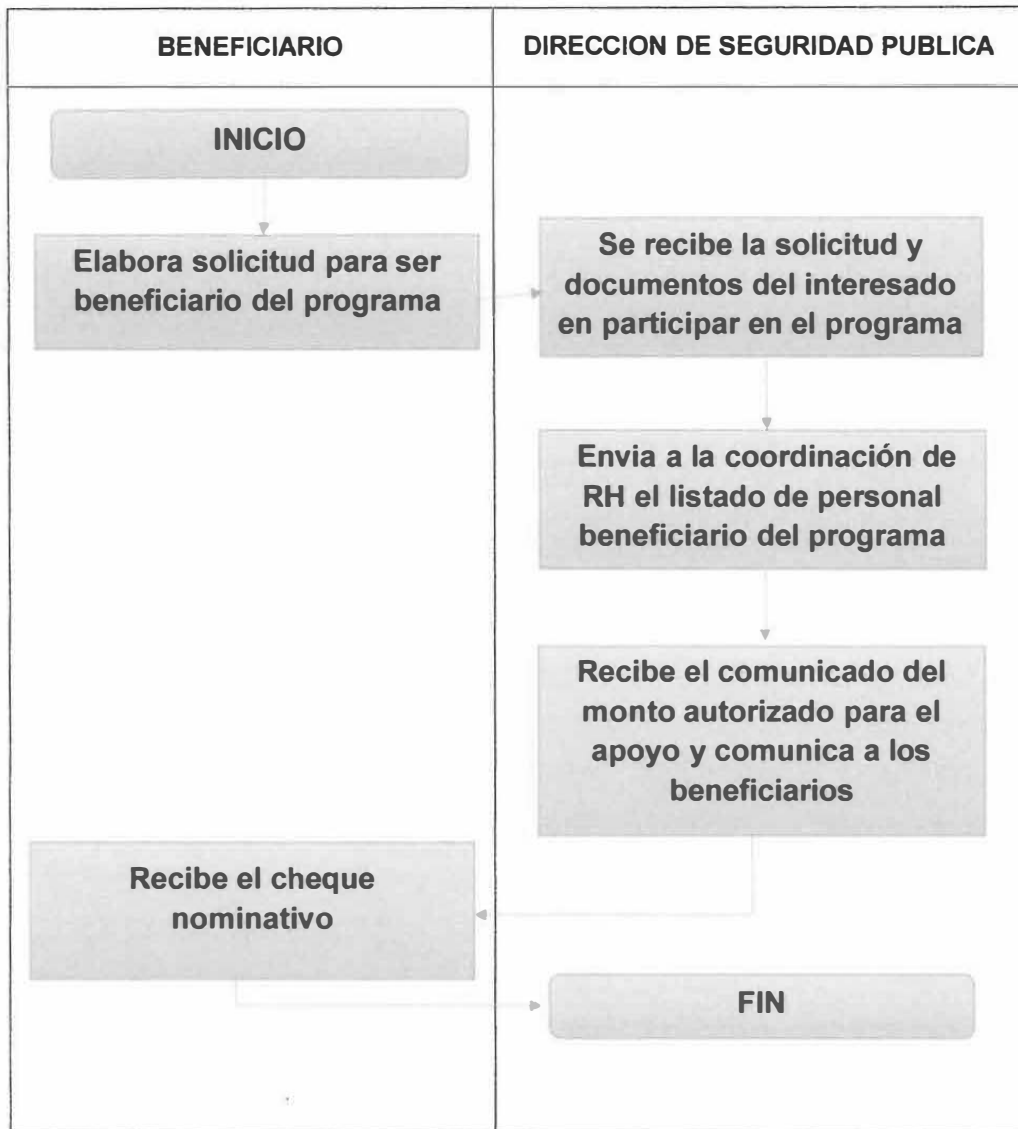 BENEFICIARIO
DIRECCION DE SEGURIDAD PUBLICA
INICIO
Elabora solicitud para ser
beneficiario del programa
Se recibe la solicitud y
documentos del interesado
en participar en el programa
Envia a la coordinación de
RH el listado de personal
beneficiario del programa
Recibe el comunicado del
monto autorizado para el
apoyo y comunica a los
beneficiarios
Recibe el cheque
nominativo
FIN